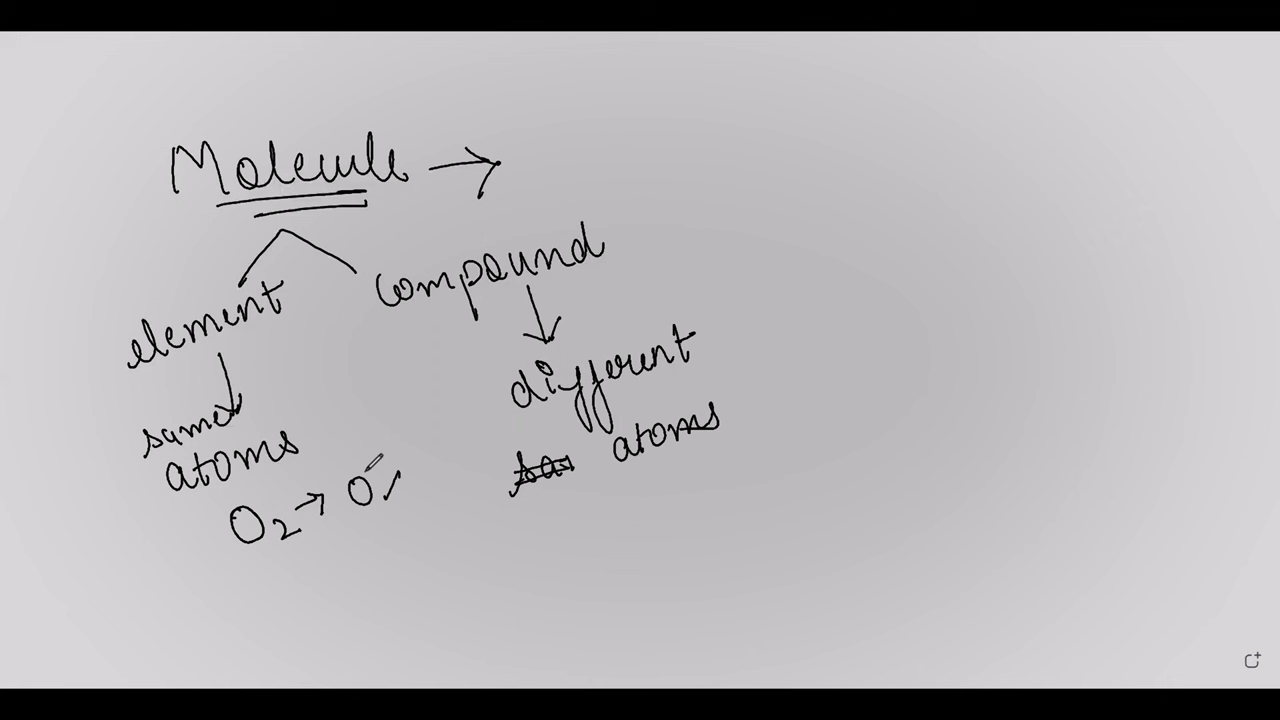 Molecule →
element compound
same different
atoms atoms
O₂ → O